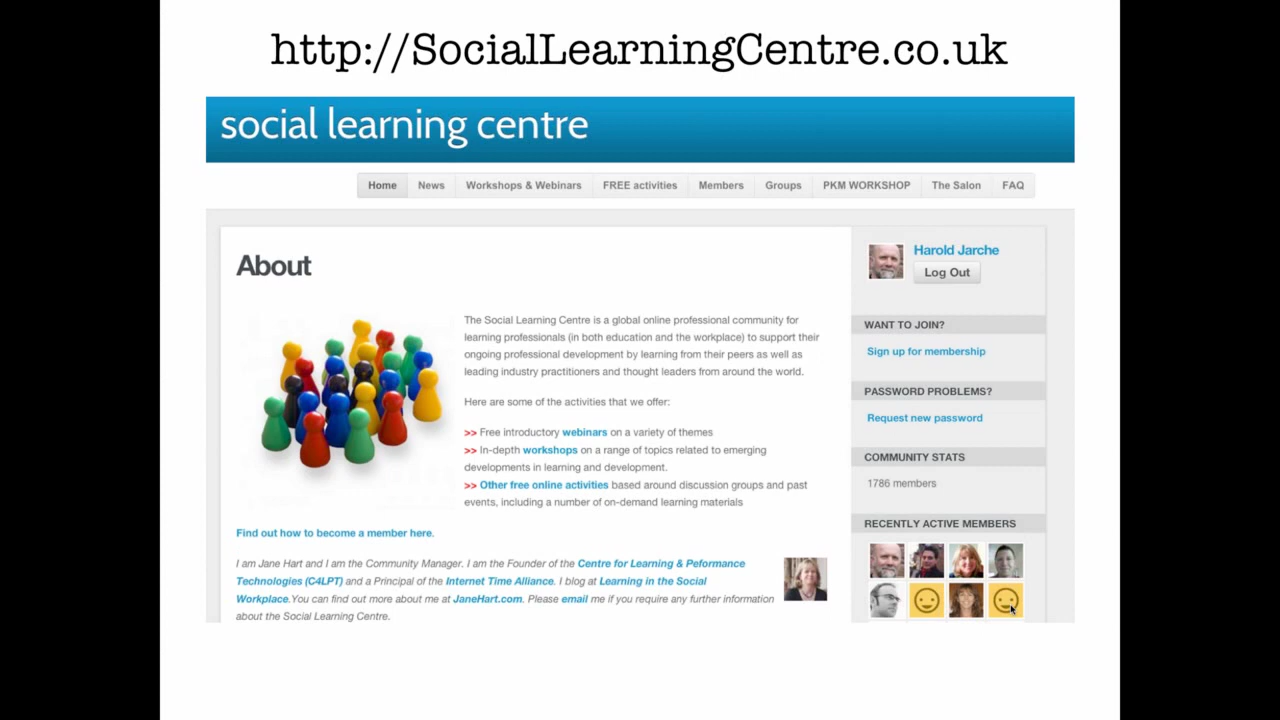 http://SocialLearningCentre.co.uk
social learning centre
Home News Workshops & Webinars FREE activities Members Groups PKM WORKSHOP The Salon FAQ
About
The Social Learning Centre is a global online professional community for
learning professionals (in both education and the workplace) to support their
ongoing professional development by learning from their peers as well as
leading industry practitioners and thought leaders from around the world.
Here are some of the activities that we offer:
>> Free introductory webinars on a variety of themes
>> In-depth workshops on a range of topics related to emerging
developments in learning and development.
>> Other free online activities based around discussion groups and past
events, including a number of on-demand learning materials
Find out how to become a member here.
I am Jane Hart and I am the Community Manager. I am the Founder of the Centre for Learning & Peformance
Technologies (C4LPT) and a Principal of the Internet Time Alliance. I blog at Learning in the Social
Workplace.You can find out more about me at JaneHart.com. Please email me if you require any further information
about the Social Learning Centre.
Harold Jarche
Log Out
WANT TO JOIN?
Sign up for membership
PASSWORD PROBLEMS?
Request new password
COMMUNITY STATS
1786 members
RECENTLY ACTIVE MEMBERS